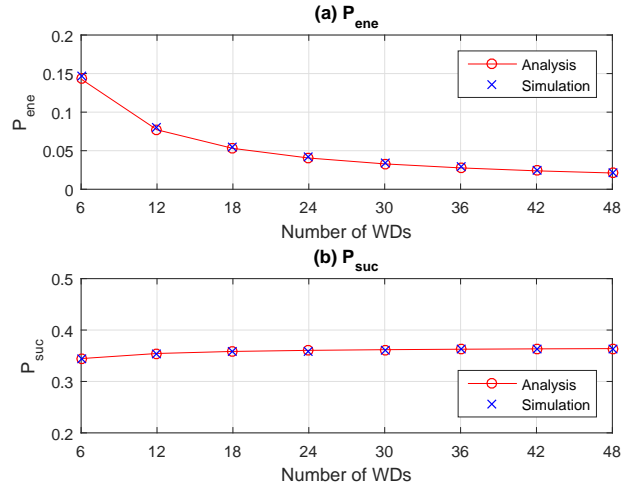 (a) P_ene
0.2
0.15
0.1
0.05
0
P_ene
Analysis
Simulation
6 12 18 24 30 36 42 48
Number of WDs
(b) P_suc
0.5
0.4
0.3
0.2
P_suc
Analysis
Simulation
6 12 18 24 30 36 42 48
Number of WDs